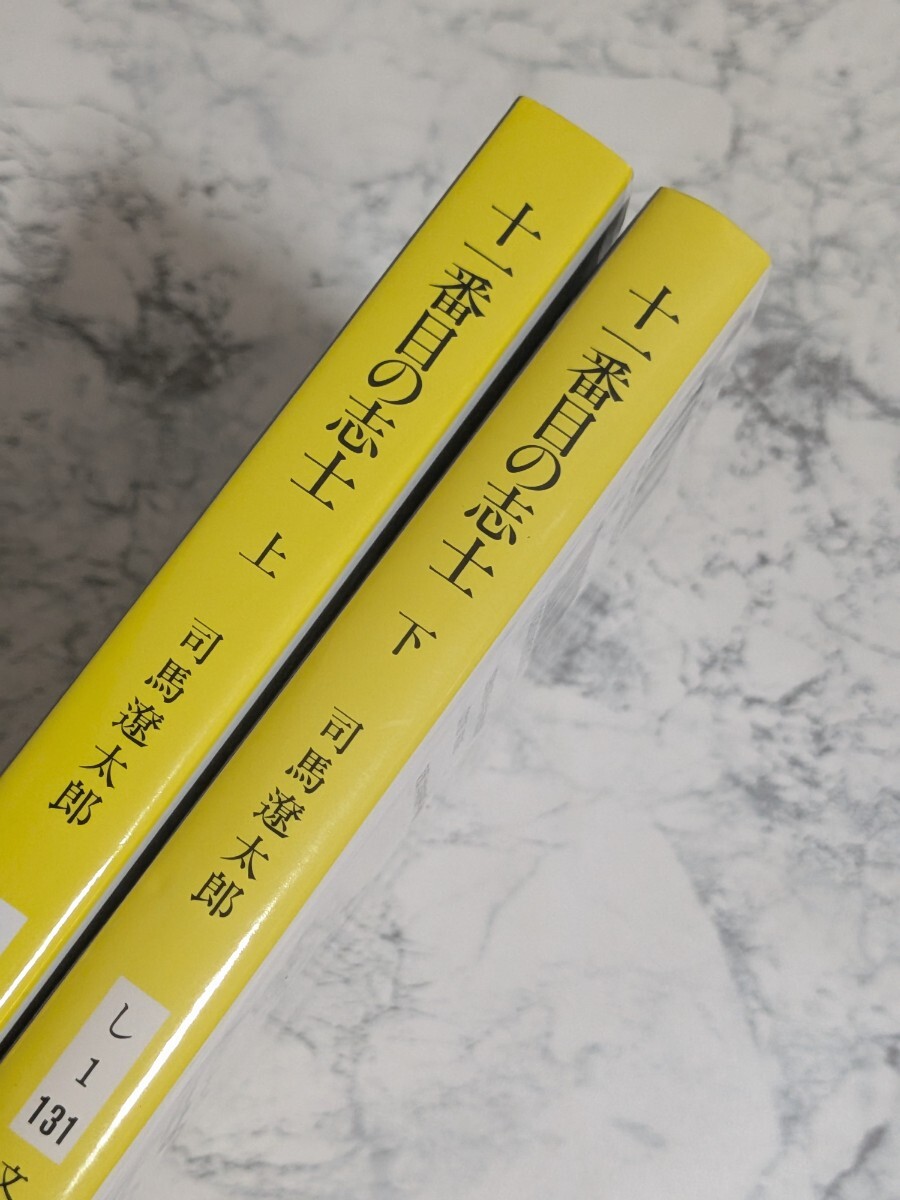 十一番目の志士 上
司馬遼太郎
十一番目の志士 下
司馬遼太郎
し
1
131
文